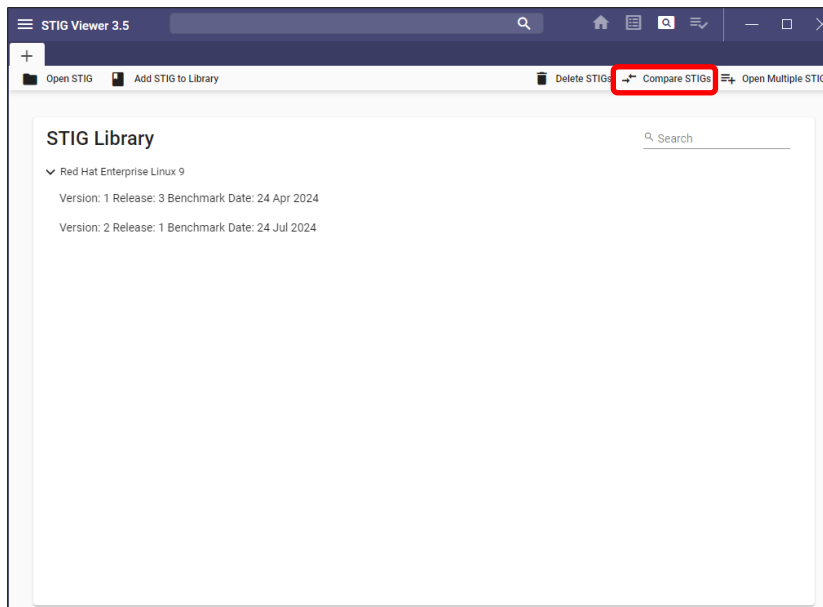 STIG Viewer 3.5
Open STIG Add STIG to Library Delete STIGs Compare STIGs Open Multiple STIG
STIG Library
Search
Red Hat Enterprise Linux 9
Version: 1 Release: 3 Benchmark Date: 24 Apr 2024
Version: 2 Release: 1 Benchmark Date: 24 Jul 2024